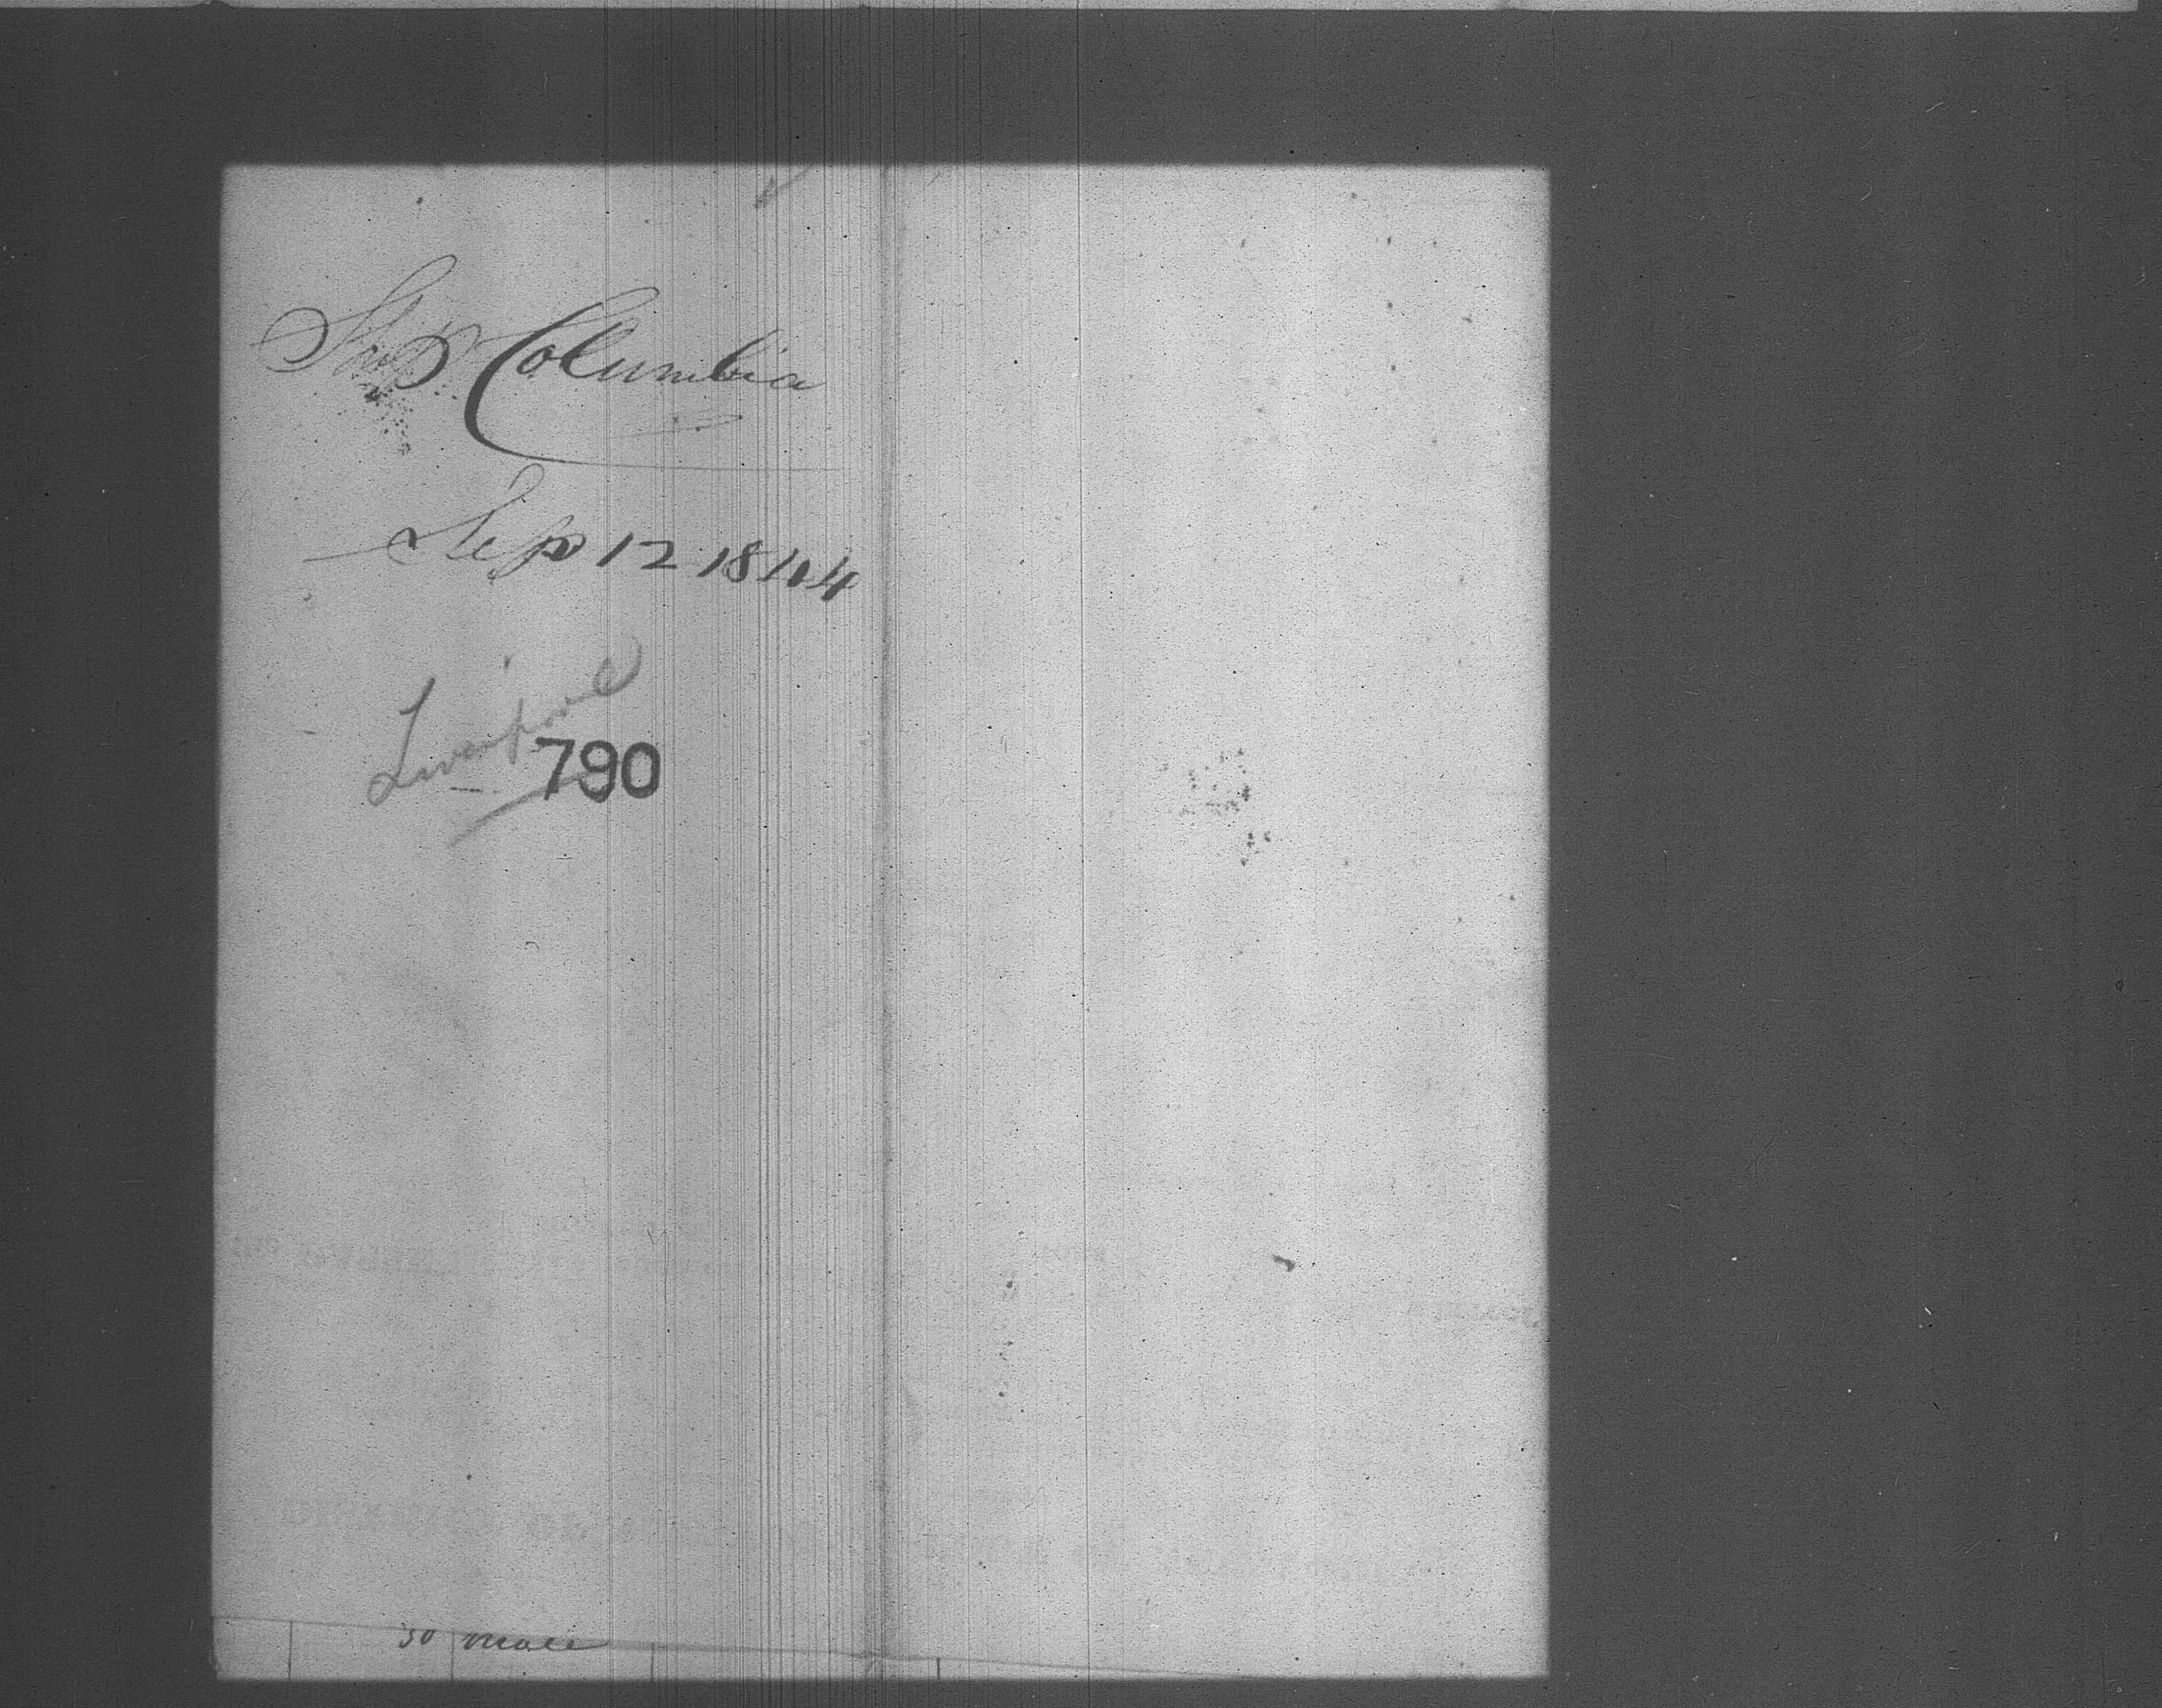 Ship Columbia
Sep 12 1844
Liverpool
790
30 male